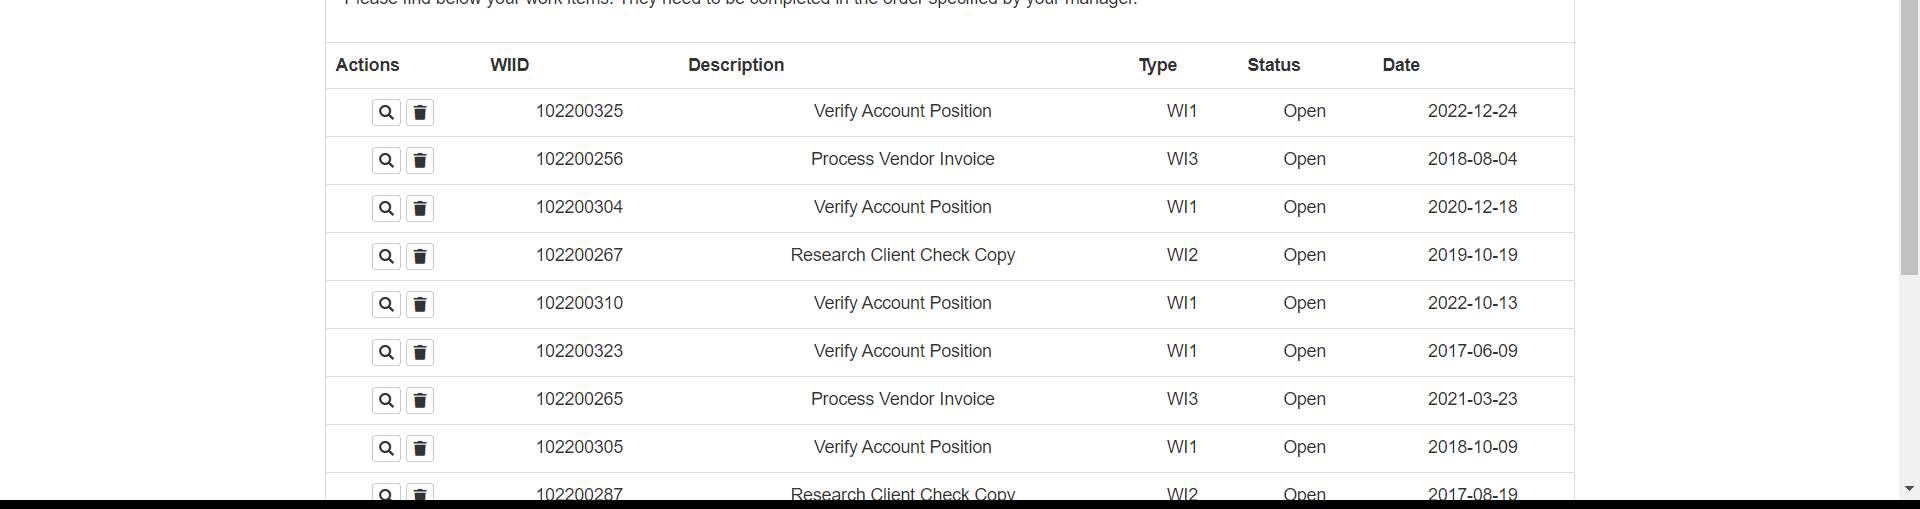 Please find below your work items. They need to be completed in the order specified by your manager.
Actions WIID Description Type Status Date
102200325 Verify Account Position WI1 Open 2022-12-24
102200256 Process Vendor Invoice WI3 Open 2018-08-04
102200304 Verify Account Position WI1 Open 2020-12-18
102200267 Research Client Check Copy WI2 Open 2019-10-19
102200310 Verify Account Position WI1 Open 2022-10-13
102200323 Verify Account Position WI1 Open 2017-06-09
102200265 Process Vendor Invoice WI3 Open 2021-03-23
102200305 Verify Account Position WI1 Open 2018-10-09
102200287 Research Client Check Copy WI2 Open 2017-08-19